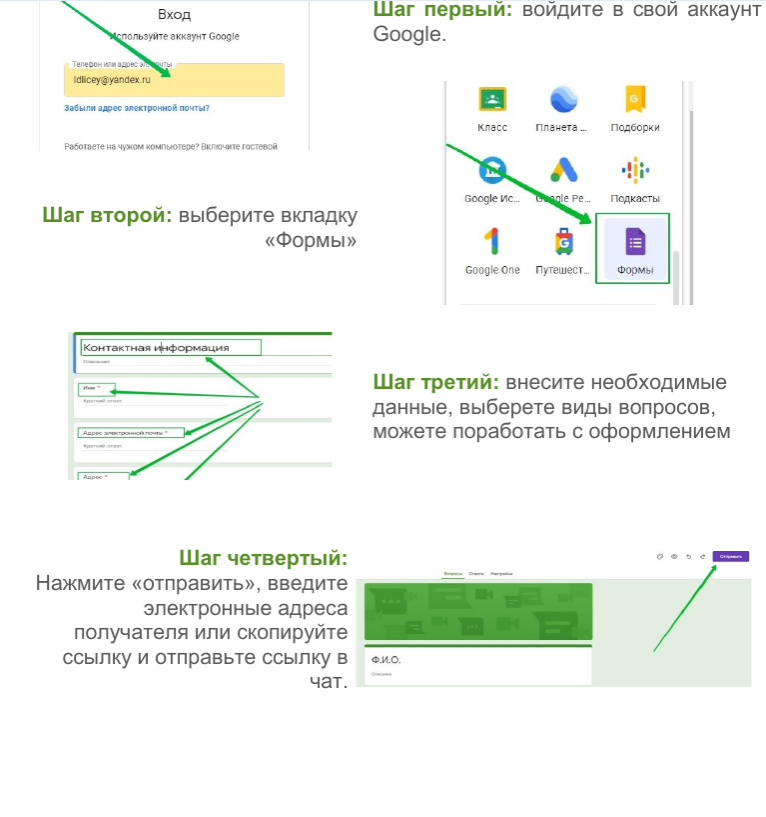 Вход
Используйте аккаунт Google
Телефон или адрес эл. почты
ldlicey@yandex.ru
Забыли адрес электронной почты?
Работаете на чужом компьютере? Включите гостевой
Шаг первый: войдите в свой аккаунт
Google.
Класс Планета ... Подборки
Google Ис... Google Ре... Подкасты
Google One Путешест... Формы
Шаг второй: выберите вкладку
«Формы»
Контактная информация
Описание
Имя *
Краткий ответ
Адрес электронной почты *
Краткий ответ
Адрес *
Шаг третий: внесите необходимые
данные, выберете виды вопросов,
можете поработать с оформлением
Шаг четвертый:
Нажмите «отправить», введите
электронные адреса
получателя или скопируйте
ссылку и отправьте ссылку в
чат.
Отправить
Вопросы Ответы Настройки
Ф.И.О.
Описание